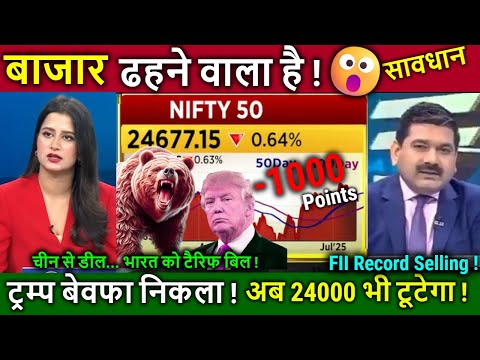 बाजार ढहने वाला है !
सावधान
NIFTY 50
24677.15 ▼ 0.64%
0.63%
50Day
-1000
Points
Jul'25
चीन से डील... भारत को टैरिफ बिल !
FII Record Selling !
ट्रम्प बेवफा निकला ! अब 24000 भी टूटेगा !